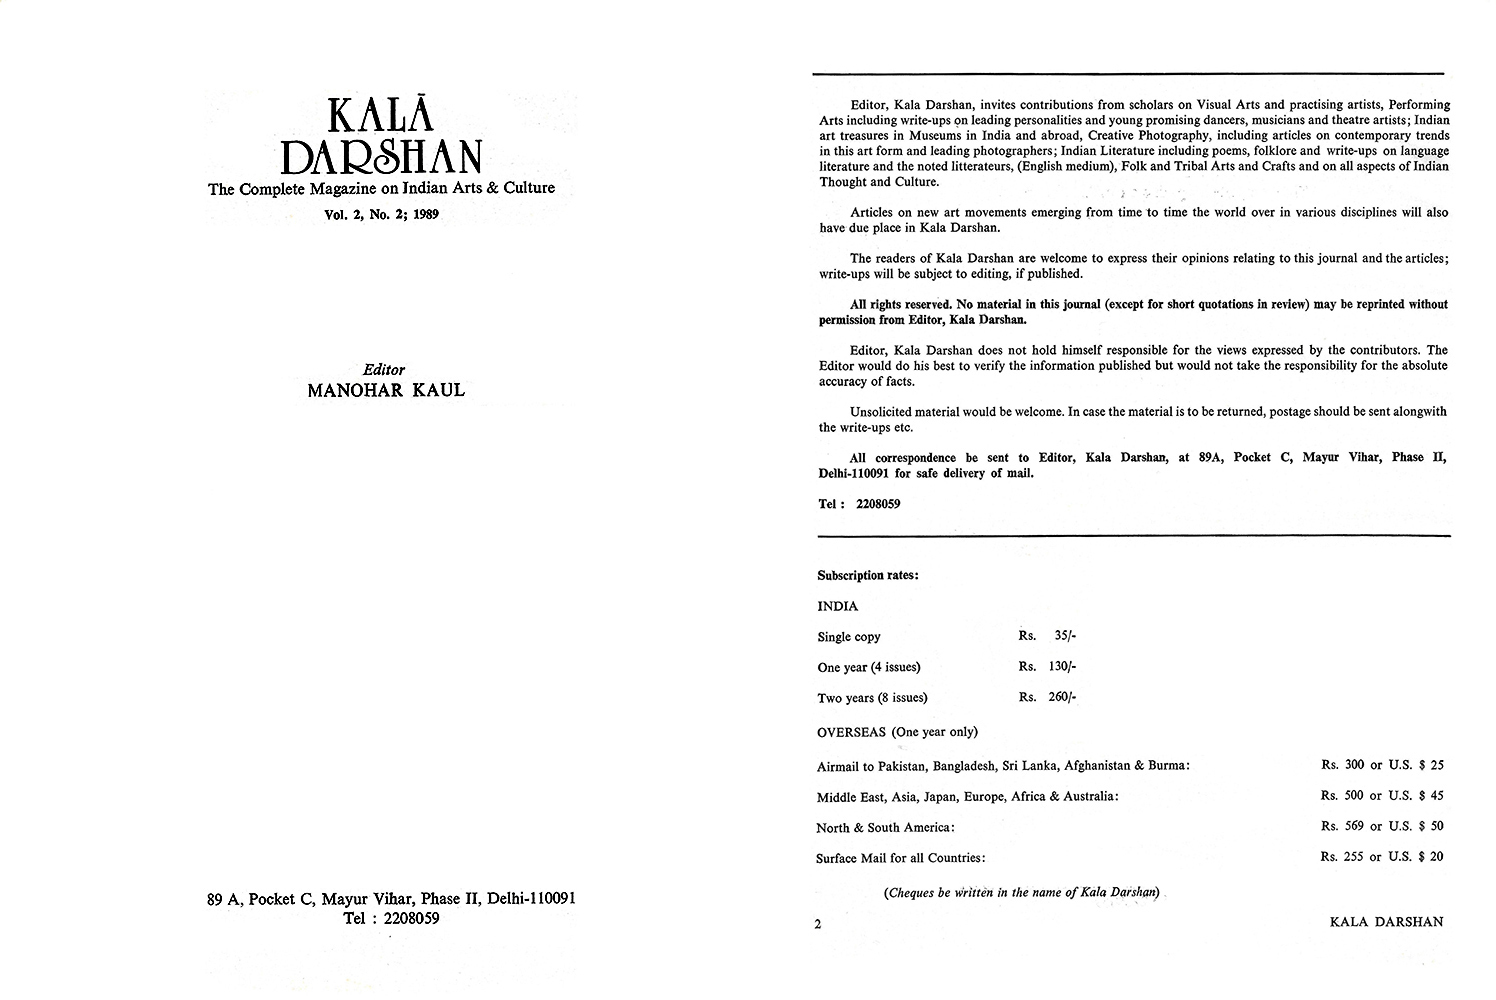 KALĀ
DARSHAN
The Complete Magazine on Indian Arts & Culture
Vol. 2, No. 2; 1989
Editor
MANOHAR KAUL
89 A, Pocket C, Mayur Vihar, Phase II, Delhi-110091
Tel : 2208059
Editor, Kala Darshan, invites contributions from scholars on Visual Arts and practising artists, Performing
Arts including write-ups on leading personalities and young promising dancers, musicians and theatre artists; Indian
art treasures in Museums in India and abroad, Creative Photography, including articles on contemporary trends
in this art form and leading photographers; Indian Literature including poems, folklore and write-ups on language
literature and the noted litterateurs, (English medium), Folk and Tribal Arts and Crafts and on all aspects of Indian
Thought and Culture.
Articles on new art movements emerging from time to time the world over in various disciplines will also
have due place in Kala Darshan.
The readers of Kala Darshan are welcome to express their opinions relating to this journal and the articles;
write-ups will be subject to editing, if published.
All rights reserved. No material in this journal (except for short quotations in review) may be reprinted without
permission from Editor, Kala Darshan.
Editor, Kala Darshan does not hold himself responsible for the views expressed by the contributors. The
Editor would do his best to verify the information published but would not take the responsibility for the absolute
accuracy of facts.
Unsolicited material would be welcome. In case the material is to be returned, postage should be sent alongwith
the write-ups etc.
All correspondence be sent to Editor, Kala Darshan, at 89A, Pocket C, Mayur Vihar, Phase II,
Delhi-110091 for safe delivery of mail.
Tel : 2208059
Subscription rates:
INDIA
Single copy Rs. 35/-
One year (4 issues) Rs. 130/-
Two years (8 issues) Rs. 260/-
OVERSEAS (One year only)
Airmail to Pakistan, Bangladesh, Sri Lanka, Afghanistan & Burma: Rs. 300 or U.S. $ 25
Middle East, Asia, Japan, Europe, Africa & Australia: Rs. 500 or U.S. $ 45
North & South America: Rs. 569 or U.S. $ 50
Surface Mail for all Countries: Rs. 255 or U.S. $ 20
(Cheques be written in the name of Kala Darshan)
2 KALA DARSHAN